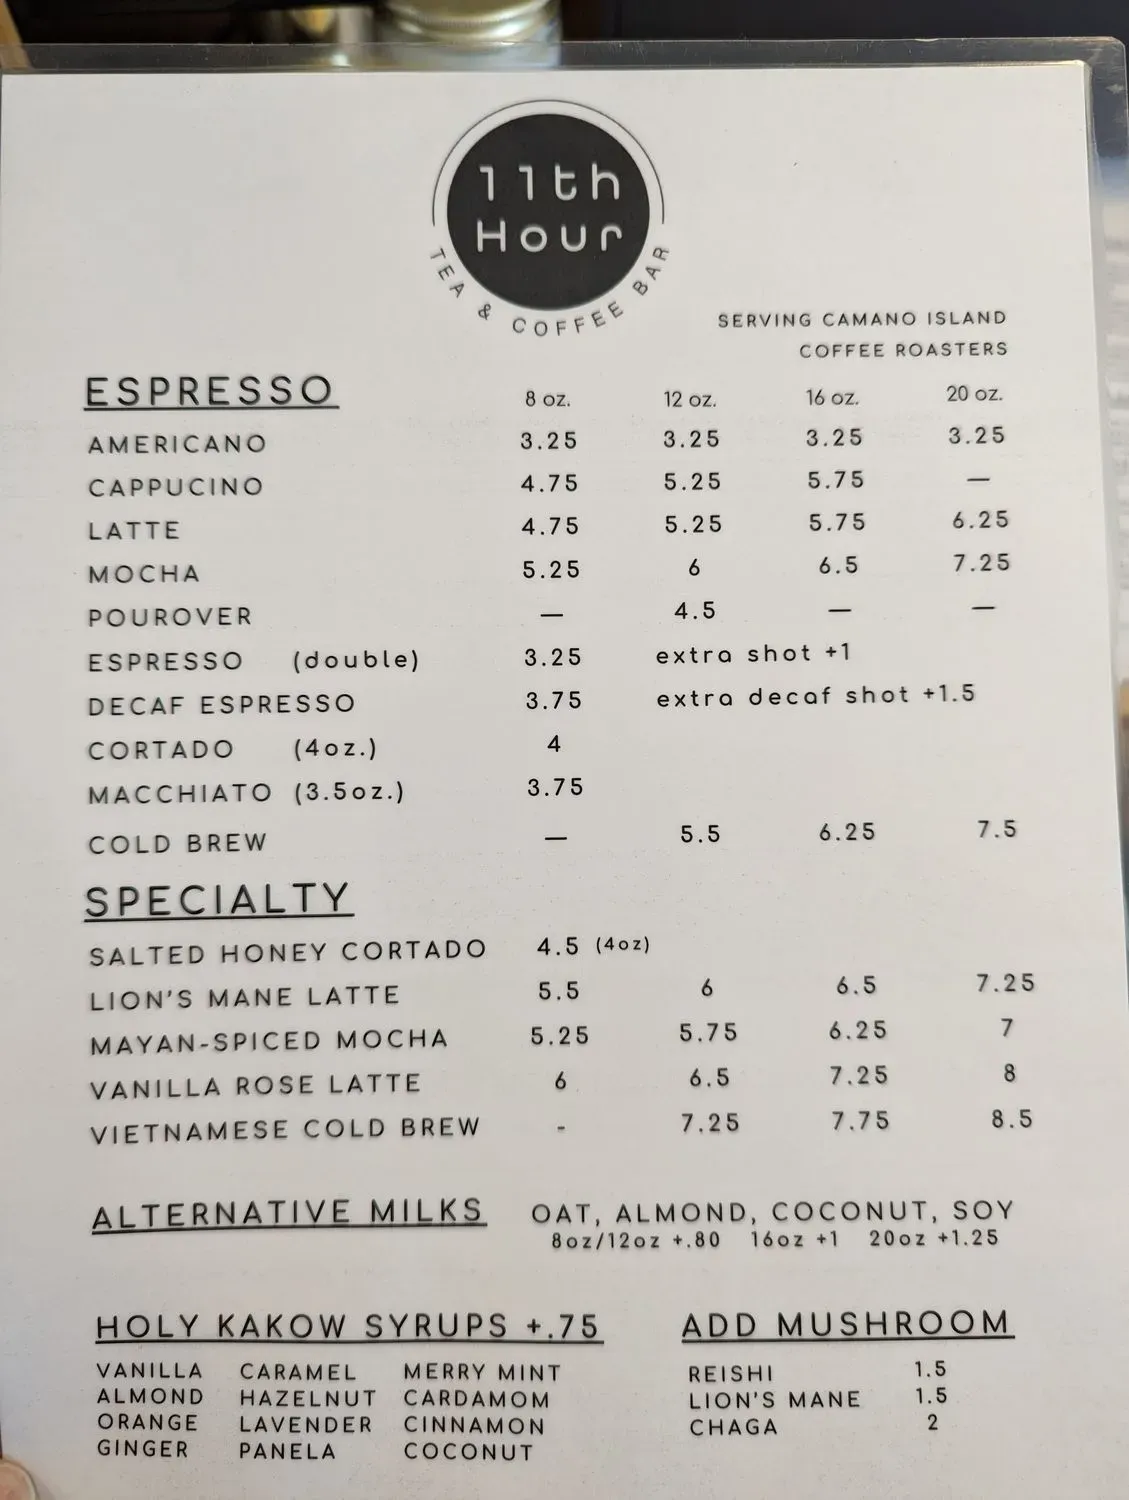 11th
Hour
TEA & COFFEE BAR
SERVING CAMANO ISLAND
COFFEE ROASTERS
ESPRESSO 8 oz. 12 oz. 16 oz. 20 oz.
AMERICANO 3.25 3.25 3.25 3.25
CAPPUCINO 4.75 5.25 5.75 —
LATTE 4.75 5.25 5.75 6.25
MOCHA 5.25 6 6.5 7.25
POUROVER — 4.5 — —
ESPRESSO (double) 3.25 extra shot +1
DECAF ESPRESSO 3.75 extra decaf shot +1.5
CORTADO (4oz.) 4
MACCHIATO (3.5oz.) 3.75
COLD BREW — 5.5 6.25 7.5
SPECIALTY
SALTED HONEY CORTADO 4.5 (4oz)
LION'S MANE LATTE 5.5 6 6.5 7.25
MAYAN-SPICED MOCHA 5.25 5.75 6.25 7
VANILLA ROSE LATTE 6 6.5 7.25 8
VIETNAMESE COLD BREW - 7.25 7.75 8.5
ALTERNATIVE MILKS OAT, ALMOND, COCONUT, SOY
8oz/12oz +.80 16oz +1 20oz +1.25
HOLY KAKOW SYRUPS +.75 ADD MUSHROOM
VANILLA CARAMEL MERRY MINT REISHI 1.5
ALMOND HAZELNUT CARDAMOM LION'S MANE 1.5
ORANGE LAVENDER CINNAMON CHAGA 2
GINGER PANELA COCONUT